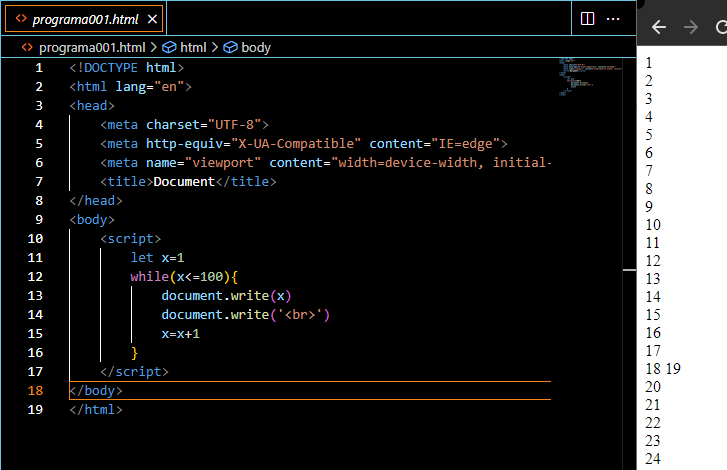 <> programa001.html ×
...
<> programa001.html > html > body
1 <!DOCTYPE html>
2 <html lang="en">
3 <head>
4 <meta charset="UTF-8">
5 <meta http-equiv="X-UA-Compatible" content="IE=edge">
6 <meta name="viewport" content="width=device-width, initial-
7 <title>Document</title>
8 </head>
9 <body>
10 <script>
11 let x=1
12 while(x<=100){
13 document.write(x)
14 document.write('<br>')
15 x=x+1
16 }
17 </script>
18 </body>
19 </html>
1
2
3
4
5
6
7
8
9
10
11
12
13
14
15
16
17
18 19
20
21
22
23
24